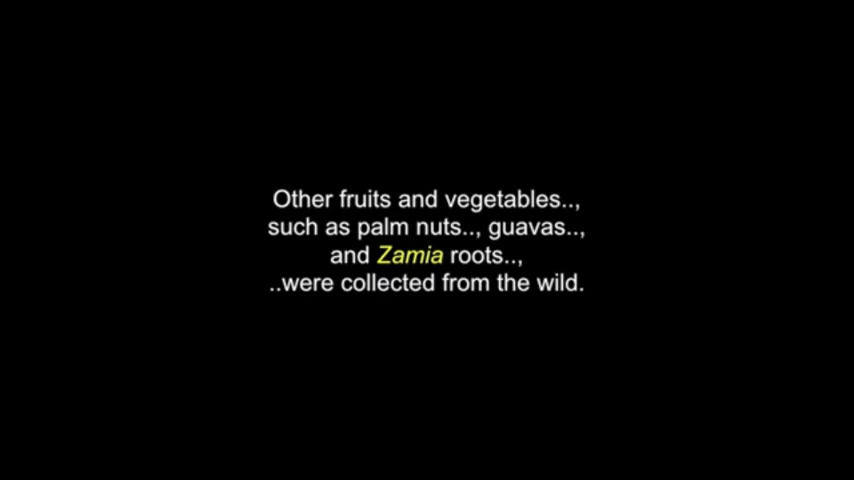 Other fruits and vegetables..,
such as palm nuts.., guavas..,
and Zamia roots..,
..were collected from the wild.